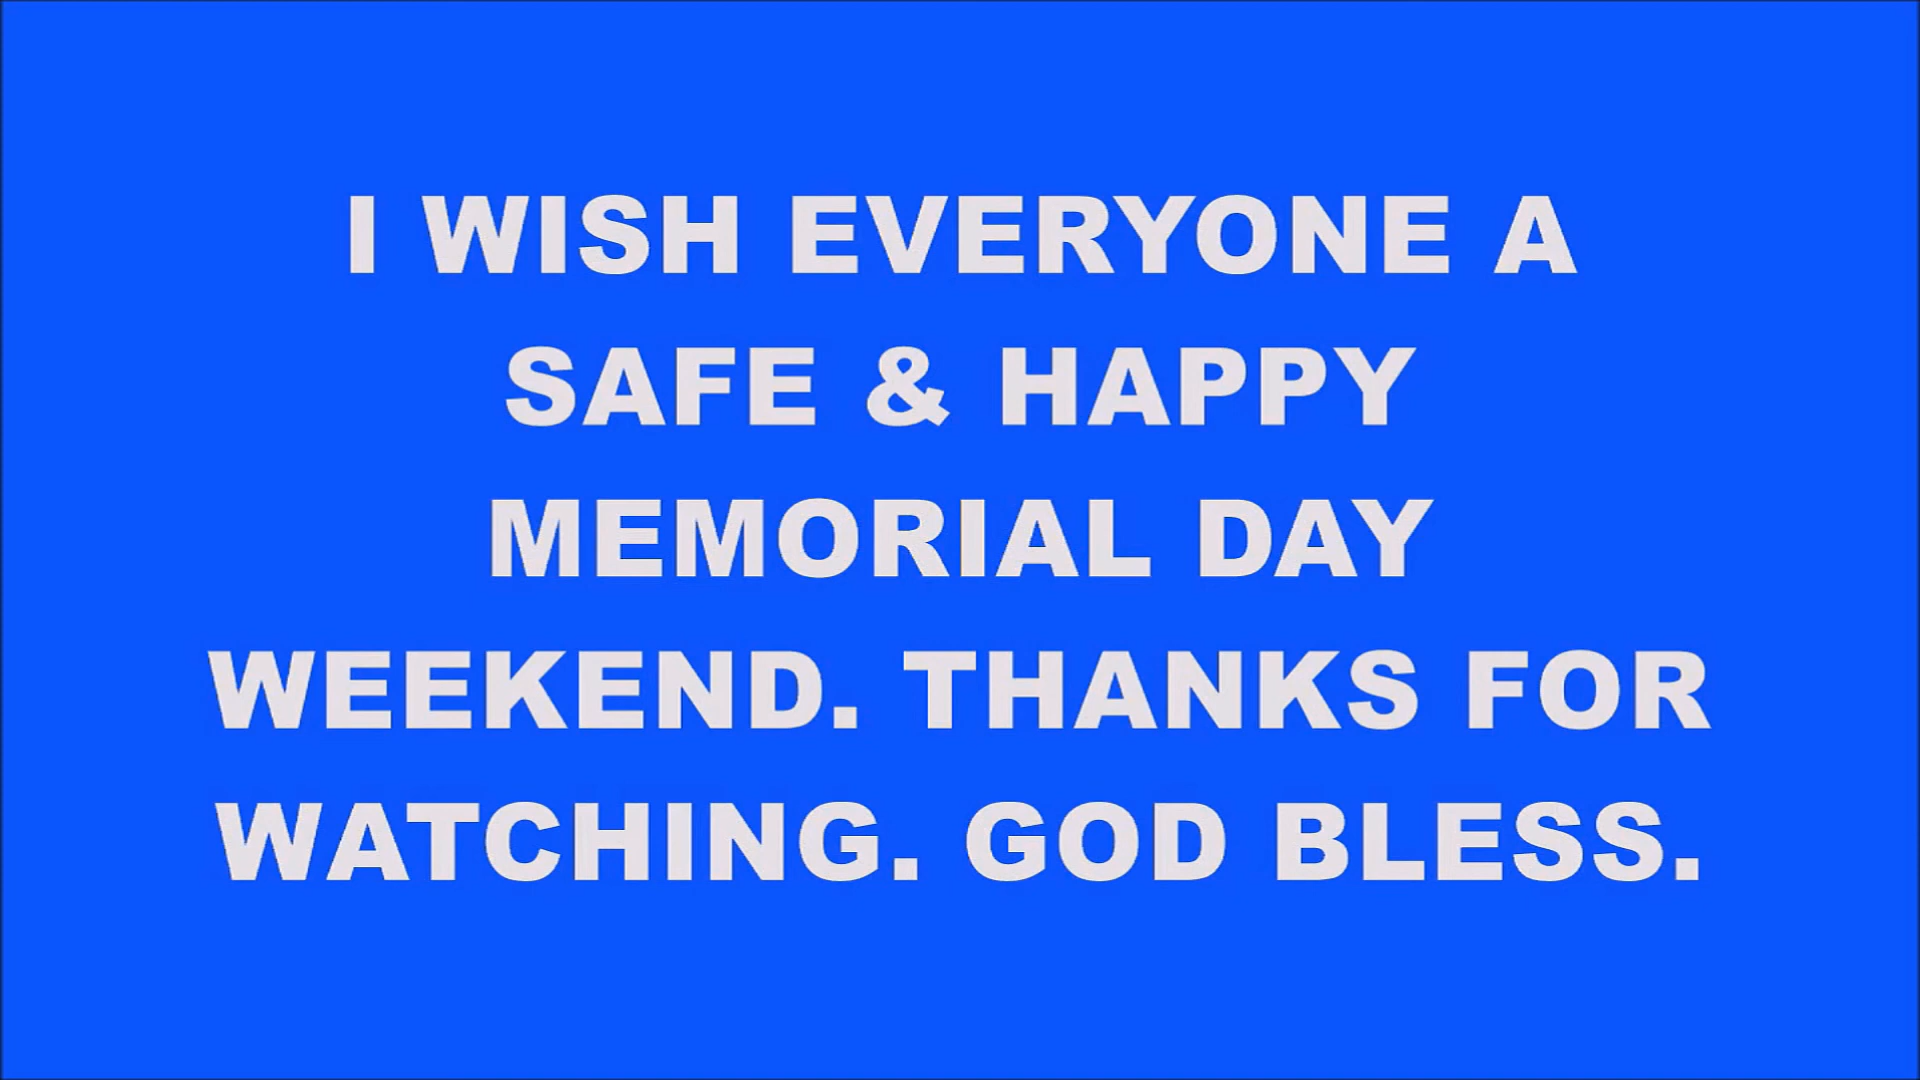 I WISH EVERYONE A
SAFE & HAPPY
MEMORIAL DAY
WEEKEND. THANKS FOR
WATCHING. GOD BLESS.